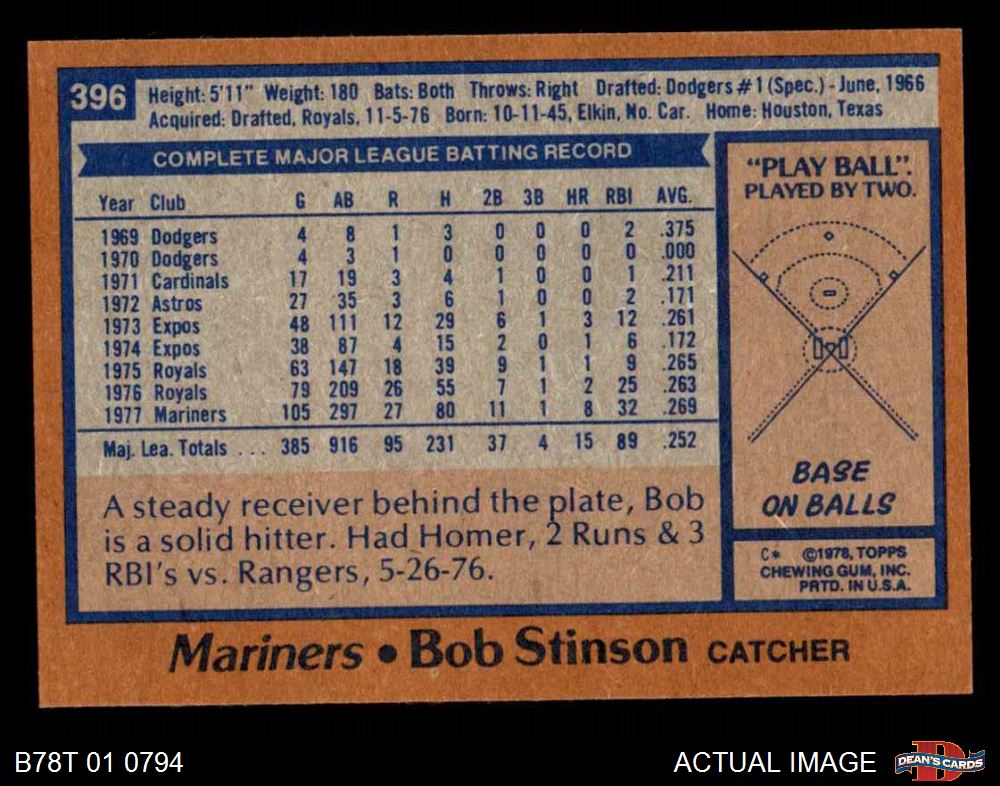 396
Height: 5'11" Weight: 180 Bats: Both Throws: Right Drafted: Dodgers #1 (Spec.) - June, 1966
Acquired: Drafted, Royals, 11-5-76 Born: 10-11-45, Elkin, No. Car. Home: Houston, Texas
COMPLETE MAJOR LEAGUE BATTING RECORD
Year Club G AB R H 2B 3B HR RBI AVG.
1969 Dodgers 4 8 1 3 0 0 0 2 .375
1970 Dodgers 4 3 1 0 0 0 0 0 .000
1971 Cardinals 17 19 3 4 1 0 0 1 .211
1972 Astros 27 35 3 6 1 0 0 2 .171
1973 Expos 48 111 12 29 6 1 3 12 .261
1974 Expos 38 87 4 15 2 0 1 6 .172
1975 Royals 63 147 18 39 9 1 1 9 .265
1976 Royals 79 209 26 55 7 1 2 25 .263
1977 Mariners 105 297 27 80 11 1 8 32 .269
Maj. Lea. Totals . . . 385 916 95 231 37 4 15 89 .252
A steady receiver behind the plate, Bob
is a solid hitter. Had Homer, 2 Runs & 3
RBI's vs. Rangers, 5-26-76.
"PLAY BALL".
PLAYED BY TWO.
BASE
ON BALLS
C* ©1978, TOPPS
CHEWING GUM, INC.
PRTD. IN U.S.A.
Mariners • Bob Stinson CATCHER
B78T 01 0794
ACTUAL IMAGE
D
DEAN'S CARDS